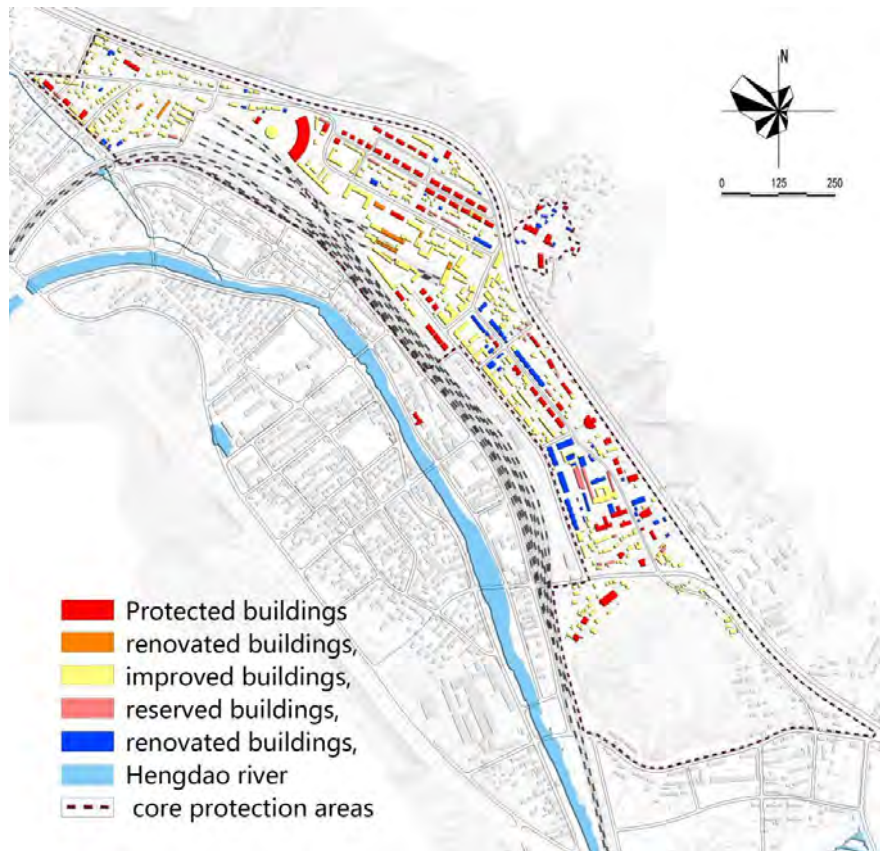 N
0 125 250
Protected buildings
renovated buildings,
improved buildings,
reserved buildings,
renovated buildings,
Hengdao river
core protection areas